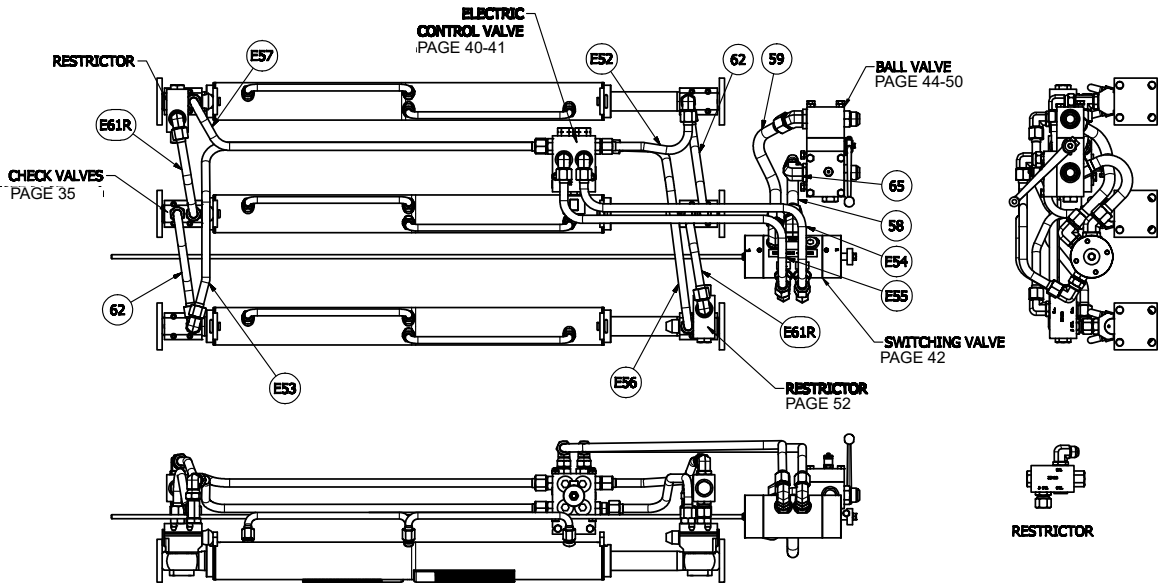 ELECTRIC
CONTROL VALVE
PAGE 40-41
RESTRICTOR
E57
E52
62
59
BALL VALVE
PAGE 44-50
E61R
CHECK VALVES
PAGE 35
65
58
E54
E55
62
E53
E56
E61R
SWITCHING VALVE
PAGE 42
RESTRICTOR
PAGE 52
RESTRICTOR